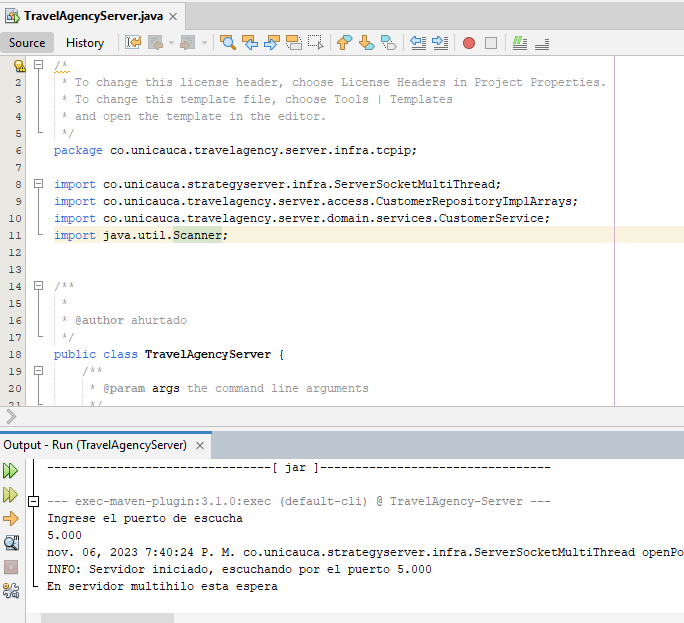 TravelAgencyServer.java
Source History
/*
2 * To change this license header, choose License Headers in Project Properties.
3 * To change this template file, choose Tools | Templates
4 * and open the template in the editor.
5 */
6 package co.unicauca.travelagency.server.infra.tcpip;
7
8 import co.unicauca.strategyserver.infra.ServerSocketMultiThread;
9 import co.unicauca.travelagency.server.access.CustomerRepositoryImplArrays;
10 import co.unicauca.travelagency.server.domain.services.CustomerService;
11 import java.util.Scanner;
12
13
14 /**
15 *
16 * @author ahurtado
17 */
18 public class TravelAgencyServer {
19 /**
20 * @param args the command line arguments
21 */
Output - Run (TravelAgencyServer)
--------------------------------[ jar ]---------------------------------
--- exec-maven-plugin:3.1.0:exec (default-cli) @ TravelAgency-Server ---
Ingrese el puerto de escucha
5.000
nov. 06, 2023 7:40:24 P. M. co.unicauca.strategyserver.infra.ServerSocketMultiThread openPo
INFO: Servidor iniciado, escuchando por el puerto 5.000
En servidor multihilo esta espera